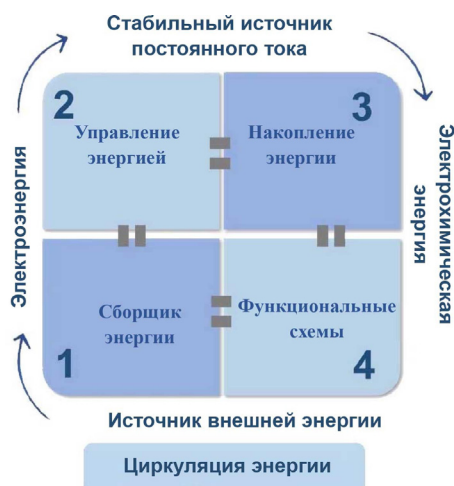 Стабильный источник
постоянного тока
2
Управление
энергией
3
Накопление
энергии
Электроэнергия
Электрохимическая
энергия
Сборщик
энергии
1
Функциональные
схемы
4
Источник внешней энергии
Циркуляция энергии